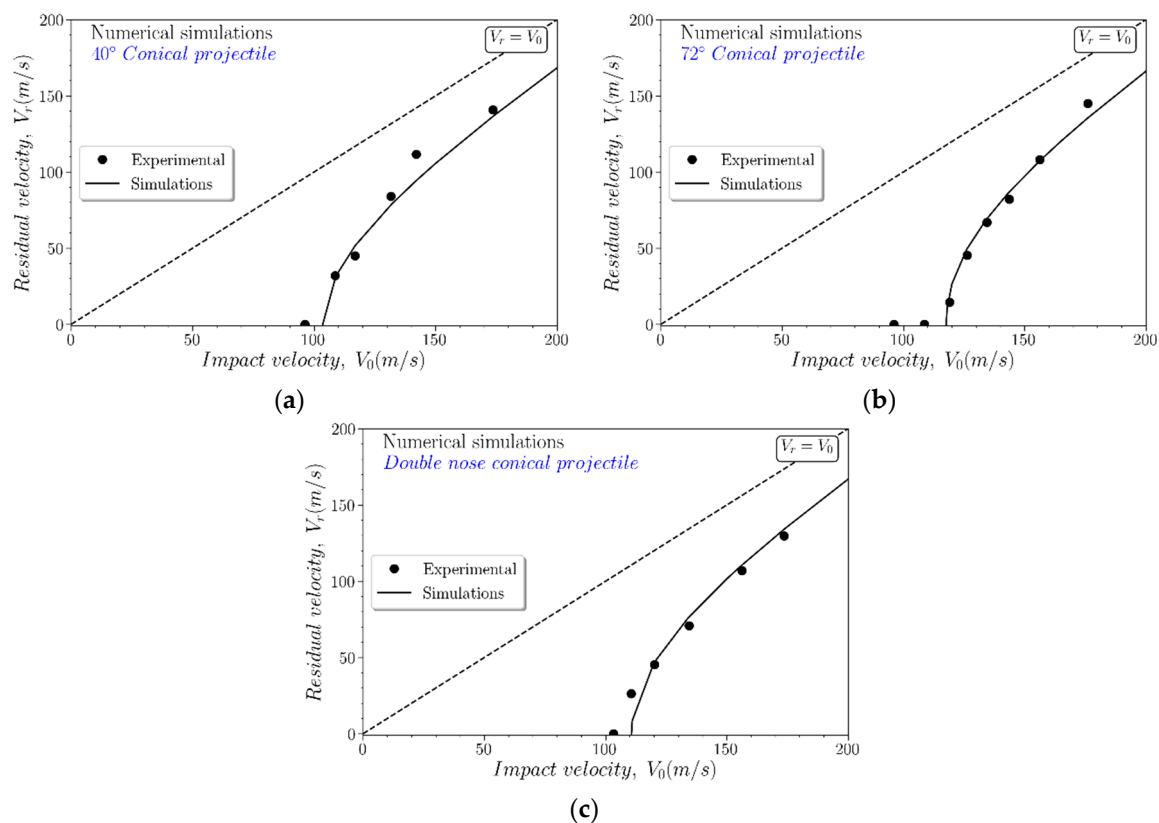 Numerical simulations
40° Conical projectile
V_r = V_0
Experimental
Simulations
Residual velocity, V_r(m/s)
200
150
100
50
0
0 50 100 150 200
Impact velocity, V_0(m/s)
(a)
Numerical simulations
72° Conical projectile
V_r = V_0
Experimental
Simulations
Residual velocity, V_r(m/s)
200
150
100
50
0
0 50 100 150 200
Impact velocity, V_0(m/s)
(b)
Numerical simulations
Double nose conical projectile
V_r = V_0
Experimental
Simulations
Residual velocity, V_r(m/s)
200
150
100
50
0
0 50 100 150 200
Impact velocity, V_0(m/s)
(c)